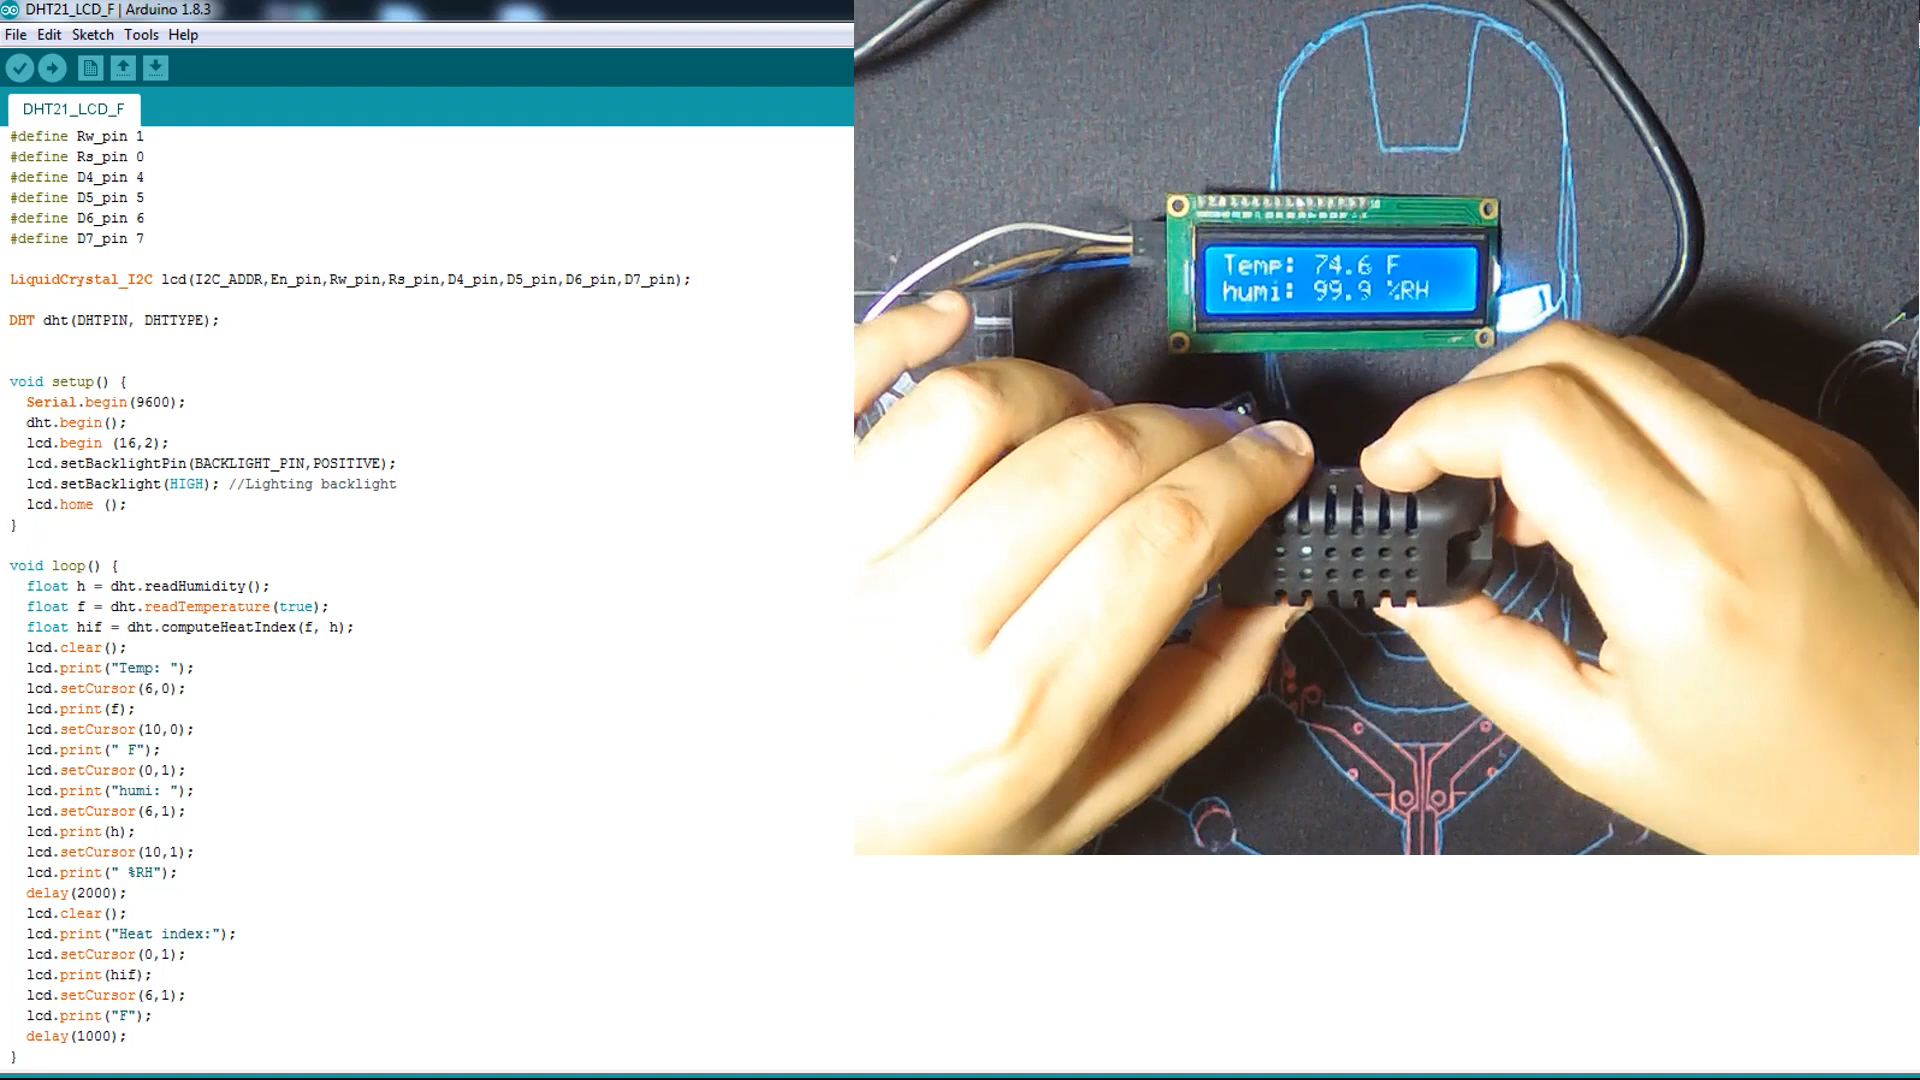 DHT21_LCD_F | Arduino 1.8.3
File Edit Sketch Tools Help
DHT21_LCD_F
#define Rw_pin 1
#define Rs_pin 0
#define D4_pin 4
#define D5_pin 5
#define D6_pin 6
#define D7_pin 7
LiquidCrystal_I2C lcd(I2C_ADDR,En_pin,Rw_pin,Rs_pin,D4_pin,D5_pin,D6_pin,D7_pin);
DHT dht(DHTPIN, DHTTYPE);
void setup() {
Serial.begin(9600);
dht.begin();
lcd.begin (16,2);
lcd.setBacklightPin(BACKLIGHT_PIN,POSITIVE);
lcd.setBacklight(HIGH); //Lighting backlight
lcd.home ();
}
void loop() {
float h = dht.readHumidity();
float f = dht.readTemperature(true);
float hif = dht.computeHeatIndex(f, h);
lcd.clear();
lcd.print("Temp: ");
lcd.setCursor(6,0);
lcd.print(f);
lcd.setCursor(10,0);
lcd.print(" F");
lcd.setCursor(0,1);
lcd.print("humi: ");
lcd.setCursor(6,1);
lcd.print(h);
lcd.setCursor(10,1);
lcd.print(" %RH");
delay(2000);
lcd.clear();
lcd.print("Heat index:");
lcd.setCursor(0,1);
lcd.print(hif);
lcd.setCursor(6,1);
lcd.print("F");
delay(1000);
}
Temp: 74.6 F
humi: 99.9 %RH